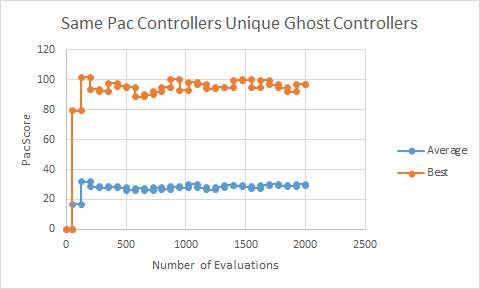 Same Pac Controllers Unique Ghost Controllers
120
100
80
60
40
20
0
PacScore
0 500 1000 1500 2000 2500
Number of Evaluations
Average
Best